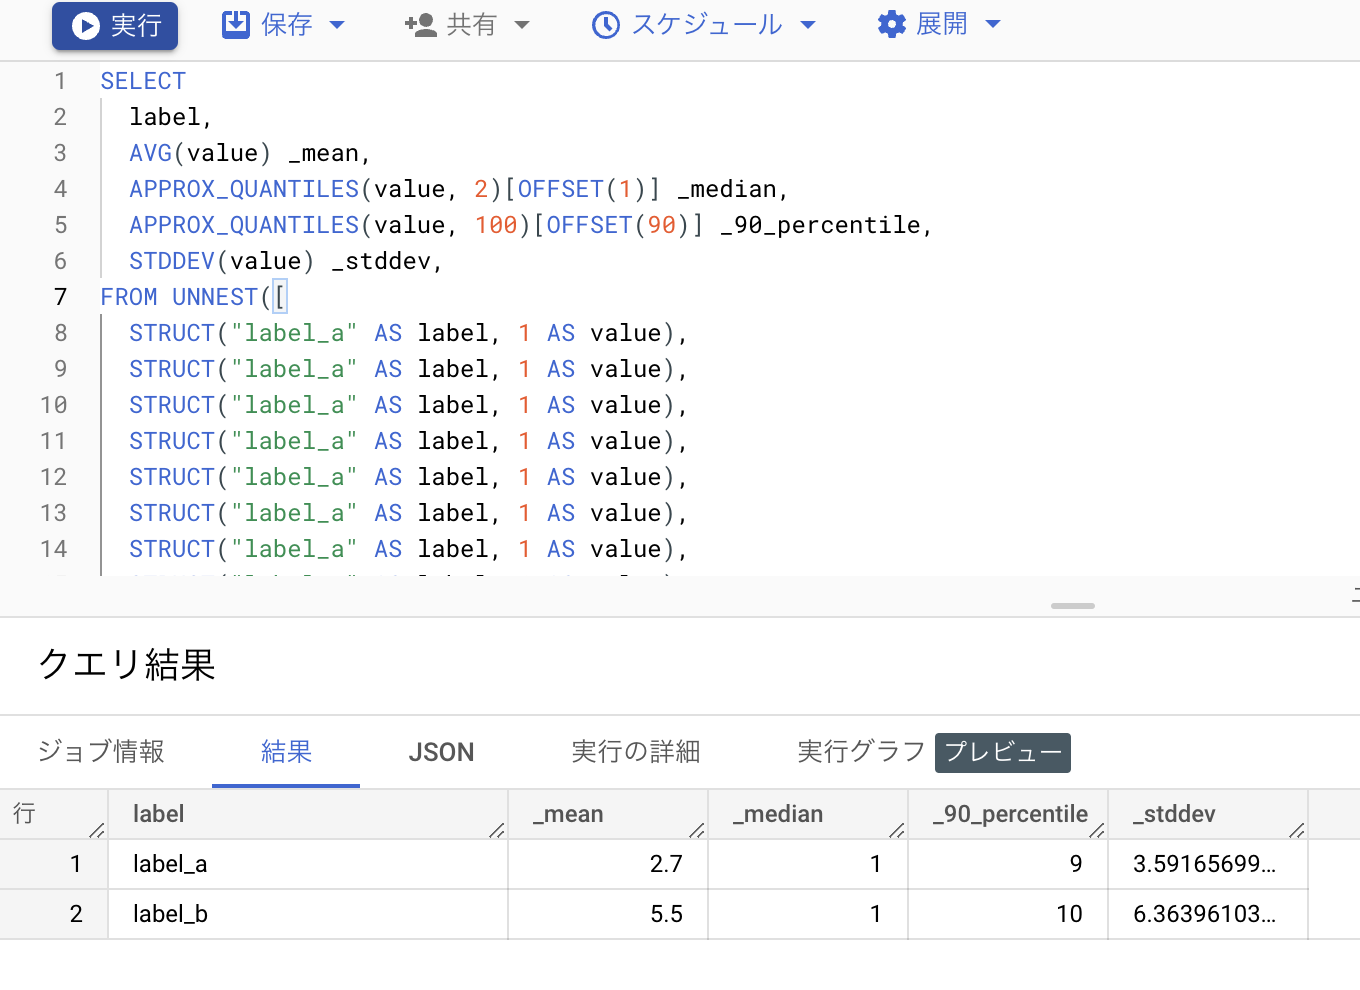 実行 保存 共有 スケジュール 展開
1 SELECT
2 label,
3 AVG(value) _mean,
4 APPROX_QUANTILES(value, 2)[OFFSET(1)] _median,
5 APPROX_QUANTILES(value, 100)[OFFSET(90)] _90_percentile,
6 STDDEV(value) _stddev,
7 FROM UNNEST([
8 STRUCT("label_a" AS label, 1 AS value),
9 STRUCT("label_a" AS label, 1 AS value),
10 STRUCT("label_a" AS label, 1 AS value),
11 STRUCT("label_a" AS label, 1 AS value),
12 STRUCT("label_a" AS label, 1 AS value),
13 STRUCT("label_a" AS label, 1 AS value),
14 STRUCT("label_a" AS label, 1 AS value),
クエリ結果
ジョブ情報 結果 JSON 実行の詳細 実行グラフ プレビュー
行 label _mean _median _90_percentile _stddev
1 label_a 2.7 1 9 3.59165699...
2 label_b 5.5 1 10 6.36396103...